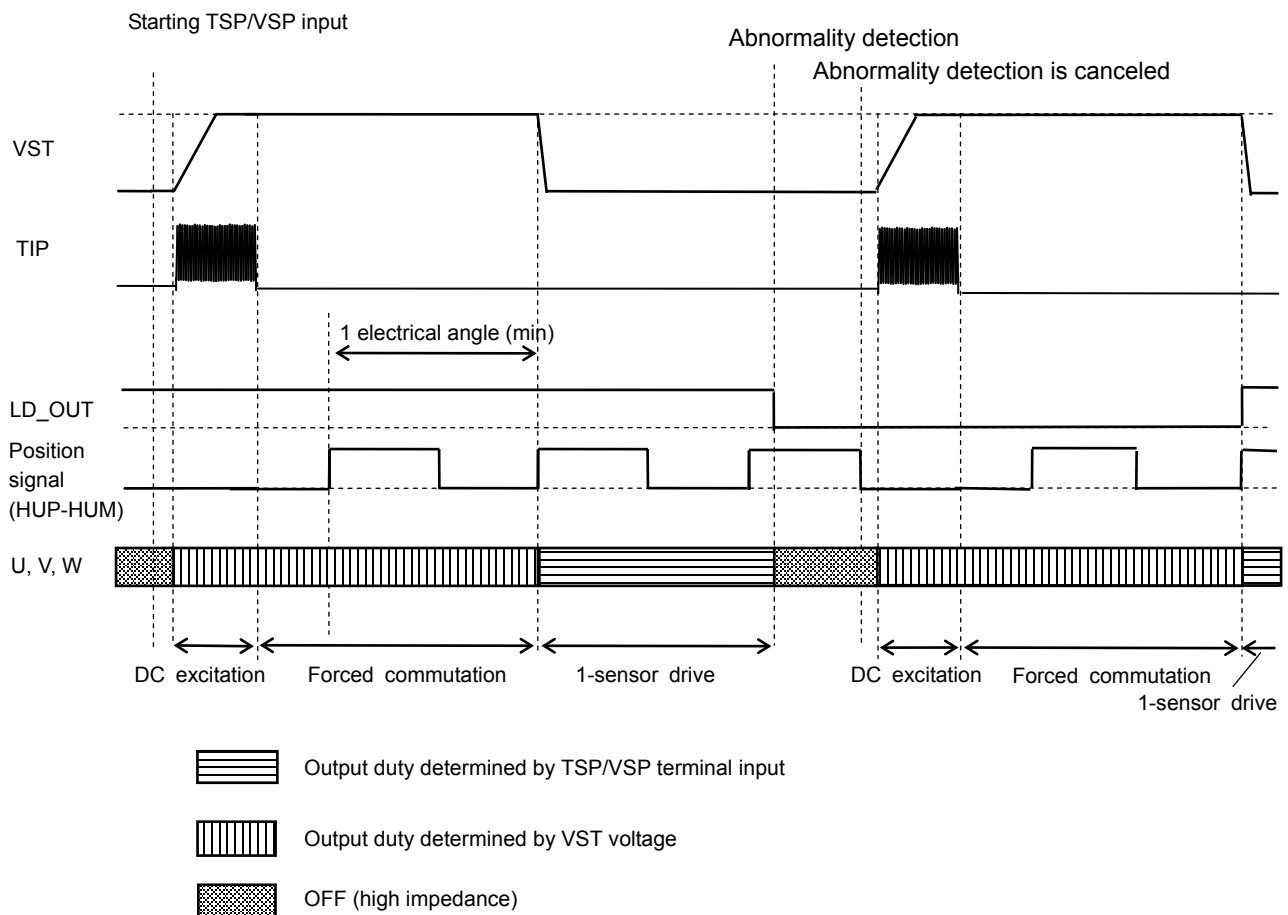 Starting TSP/VSP input
Abnormality detection
Abnormality detection is canceled
VST
TIP
1 electrical angle (min)
LD_OUT
Position
signal
(HUP-HUM)
U, V, W
DC excitation
Forced commutation
1-sensor drive
DC excitation
Forced commutation
1-sensor drive
Output duty determined by TSP/VSP terminal input
Output duty determined by VST voltage
OFF (high impedance)